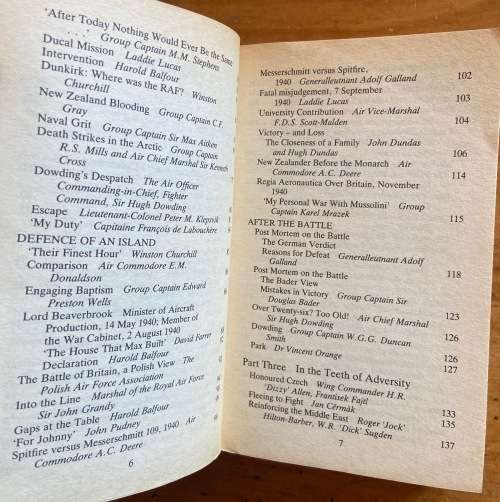 'After Today Nothing Would Ever Be the Same
. . .' Group Captain M.M. Stephens
Ducal Mission Laddie Lucas
Intervention Harold Balfour
Dunkirk: Where was the RAF? Winston
Churchill
New Zealand Blooding Group Captain C.F.
Gray
Naval Grit Group Captain Sir Max Aitken
Death Strikes in the Arctic Group Captain
R.S. Mills and Air Chief Marshal Sir Kenneth
Cross
Dowding's Despatch The Air Officer
Commanding-in-Chief, Fighter
Command, Sir Hugh Dowding
Escape Lieutenant-Colonel Peter M.
'My Duty' Capitaine François de Labouchère
DEFENCE OF AN ISLAND
'Their Finest Hour' Winston Churchill
Comparison Air Commodore E.M.
Donaldson
Engaging Baptism Group Captain Edward
Preston Wells
Lord Beaverbrook Minister of Aircraft
Production, 14 May 1940; Member of
the War Cabinet, 2 August 1940
'The House That Max Built' David Farrer
Declaration Harold Balfour
The Battle of Britain, a Polish View The
Polish Air Force Association
Into the Line Marshal of the Royal Air Force
Sir John Grandy
Gaps at the Table Harold Balfour
'For Johnny' John Pudney
Spitfire versus Messerschmitt 109, 1940 Air
Commodore A.C. Deere
6
Messerschmitt versus Spitfire,
1940 Generalleutnant Adolf Galland 102
Fatal misjudgement, 7 September
1940 Laddie Lucas 103
University Contribution Air Vice-Marshal
F.D.S. Scott-Malden 104
Victory – and Loss
The Closeness of a Family John Dundas
and Hugh Dundas 106
New Zealander Before the Monarch Air
Commodore A.C. Deere 114
Regia Aeronautica Over Britain, November
1940
'My Personal War With Mussolini' Group
Captain Karel Mrazek 115
AFTER THE BATTLE
Post Mortem on the Battle
The German Verdict
Reasons for Defeat Generalleutnant Adolf
Galland 118
Post Mortem on the Battle
The Bader View
Mistakes in Victory Group Captain Sir
Douglas Bader 123
Over Twenty-six? Too Old! Air Chief Marshal
Sir Hugh Dowding 126
Dowding Group Captain W.G.G. Duncan
Smith 126
Park Dr Vincent Orange 127
Part Three In the Teeth of Adversity
Honoured Czech Wing Commander H.R.
'Dizzy' Allen, Frantisek Fajtl 133
Fleeing to Fight Jan Cěrmák 135
Reinforcing the Middle East Roger 'Jock'
Hilton-Barber, W.R. 'Dick' Sugden 137
7